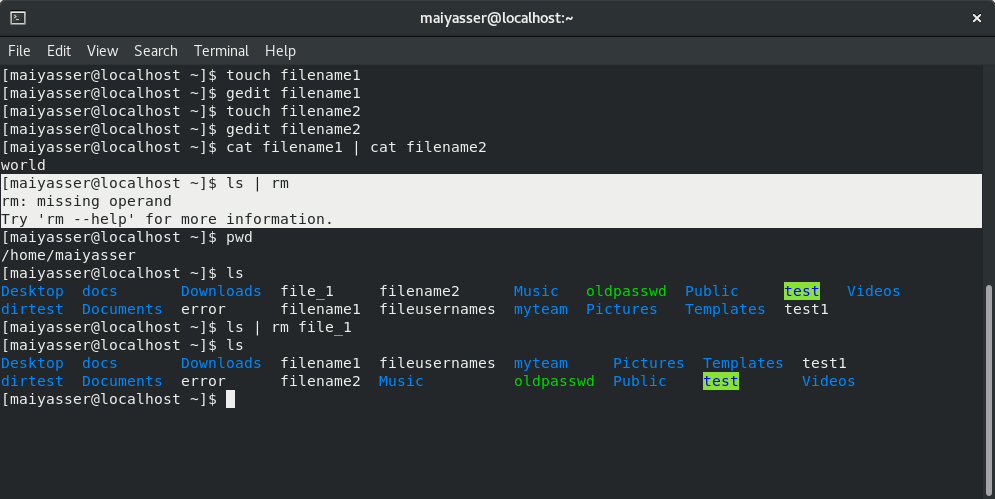 maiyasser@localhost:~
File Edit View Search Terminal Help
[maiyasser@localhost ~]$ touch filename1
[maiyasser@localhost ~]$ gedit filename1
[maiyasser@localhost ~]$ touch filename2
[maiyasser@localhost ~]$ gedit filename2
[maiyasser@localhost ~]$ cat filename1 | cat filename2
world
[maiyasser@localhost ~]$ ls | rm
rm: missing operand
Try 'rm --help' for more information.
[maiyasser@localhost ~]$ pwd
/home/maiyasser
[maiyasser@localhost ~]$ ls
Desktop  docs       Downloads  file_1     filename2      Music   oldpasswd  Public     test   Videos
dirtest  Documents  error      filename1  fileusernames  myteam  Pictures   Templates  test1
[maiyasser@localhost ~]$ ls | rm file_1
[maiyasser@localhost ~]$ ls
Desktop  docs       Downloads  filename1  fileusernames  myteam     Pictures  Templates  test1
dirtest  Documents  error      filename2  Music          oldpasswd  Public    test       Videos
[maiyasser@localhost ~]$